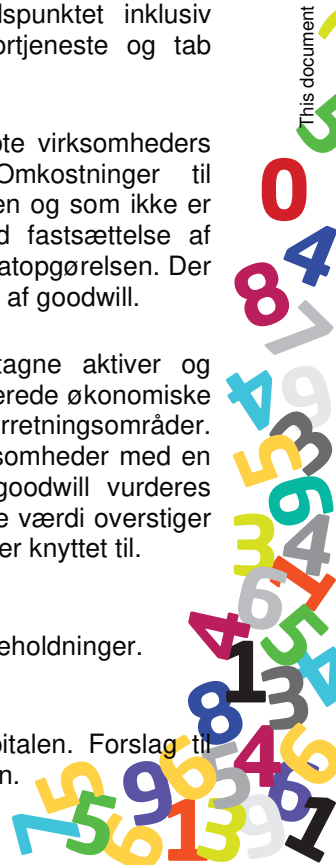 lspunktet inklusiv
ortjeneste og tab
te virksomheders
Omkostninger til
en og som ikke er
d fastsættelse af
atopgørelsen. Der
af goodwill.
tagne aktiver og
erede økonomiske
rretningsområder.
somheder med en
goodwill vurderes
e værdi overstiger
er knyttet til.
eholdninger.
pitalen. Forslag til
n.
This document